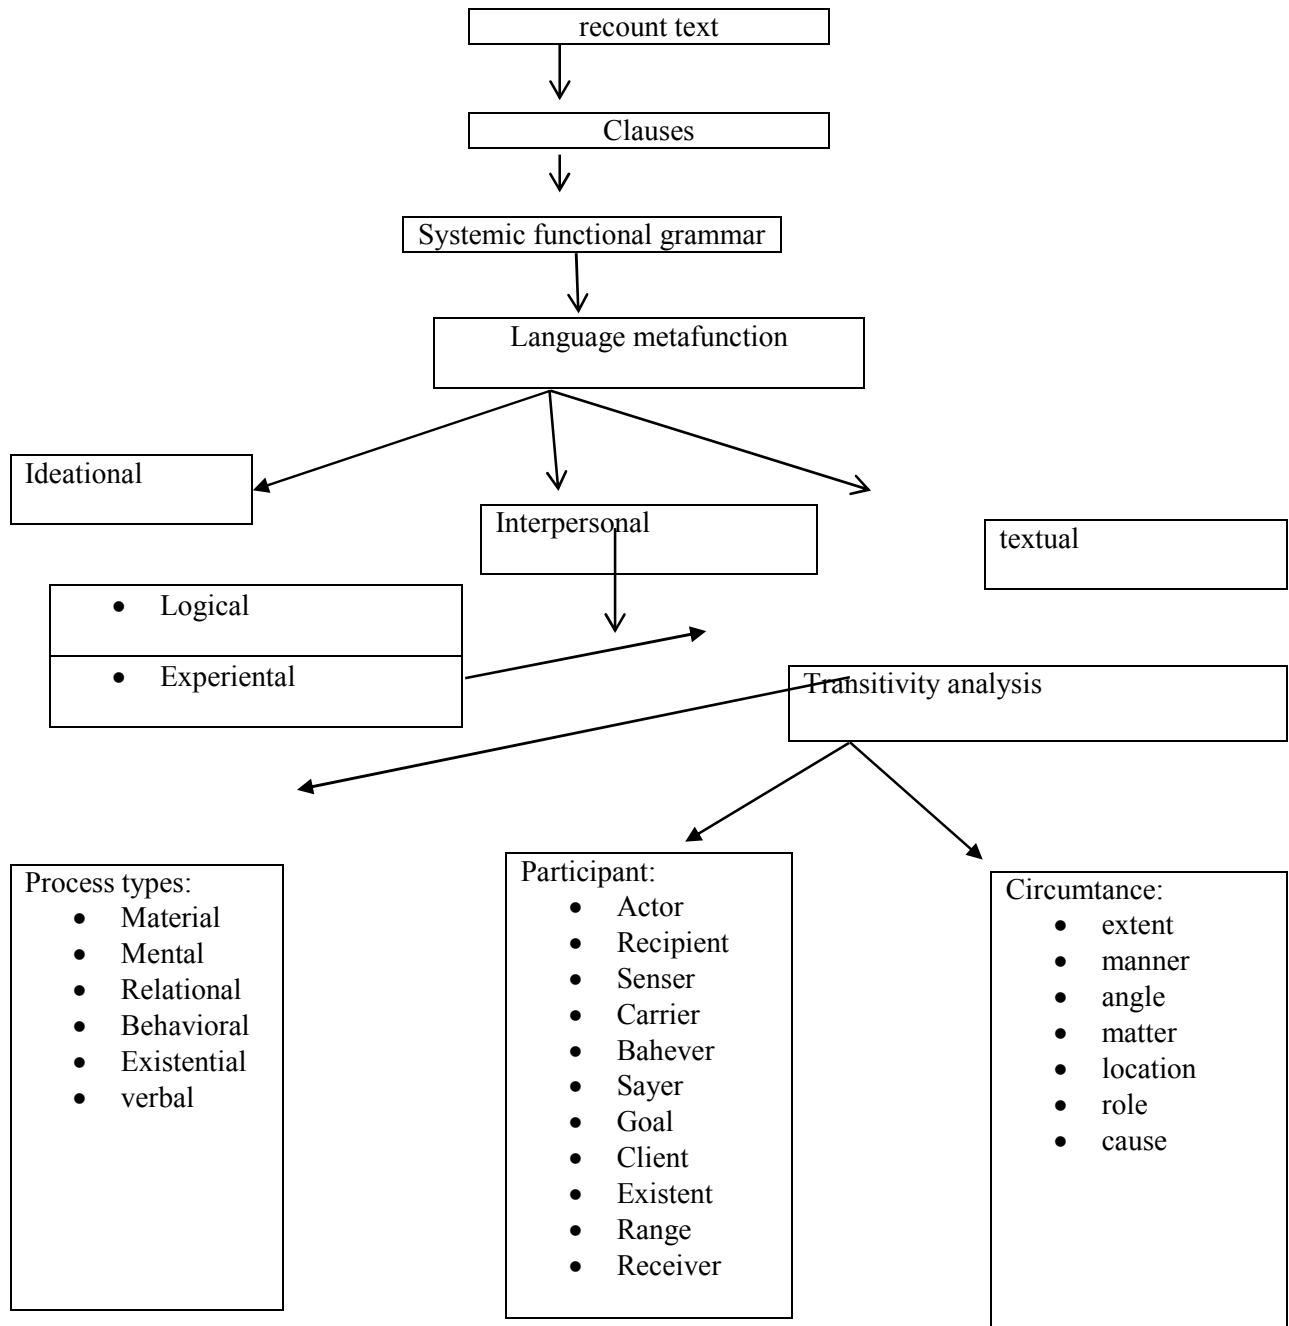 recount text
Clauses
Systemic functional grammar
Language metafunction
Ideational
Interpersonal
textual
• Logical
• Experiental
Transitivity analysis
Process types:
• Material
• Mental
• Relational
• Behavioral
• Existential
• verbal
Participant:
• Actor
• Recipient
• Senser
• Carrier
• Bahever
• Sayer
• Goal
• Client
• Existent
• Range
• Receiver
Circumtance:
• extent
• manner
• angle
• matter
• location
• role
• cause